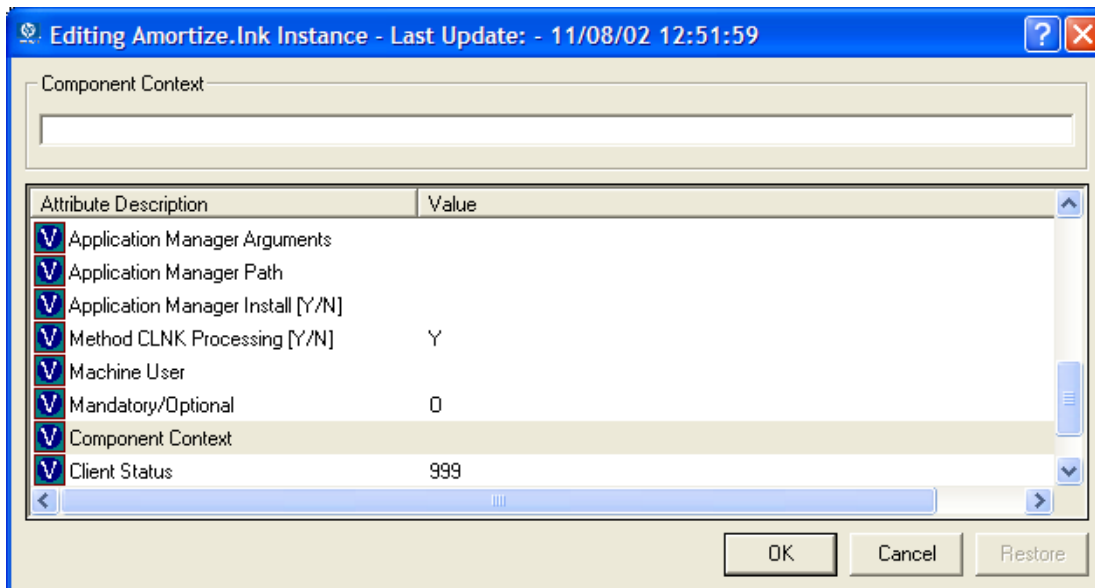 Editing Amortize.lnk Instance - Last Update: - 11/08/02 12:51:59
Component Context
Attribute Description Value
V Application Manager Arguments
V Application Manager Path
V Application Manager Install [Y/N]
V Method CLNK Processing [Y/N] Y
V Machine User
V Mandatory/Optional O
V Component Context
V Client Status 999
OK Cancel Restore